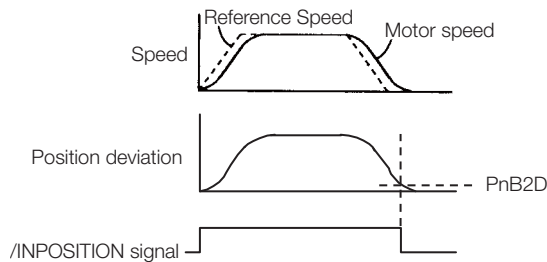 Reference Speed
Motor speed
Speed
Position deviation
PnB2D
/INPOSITION signal